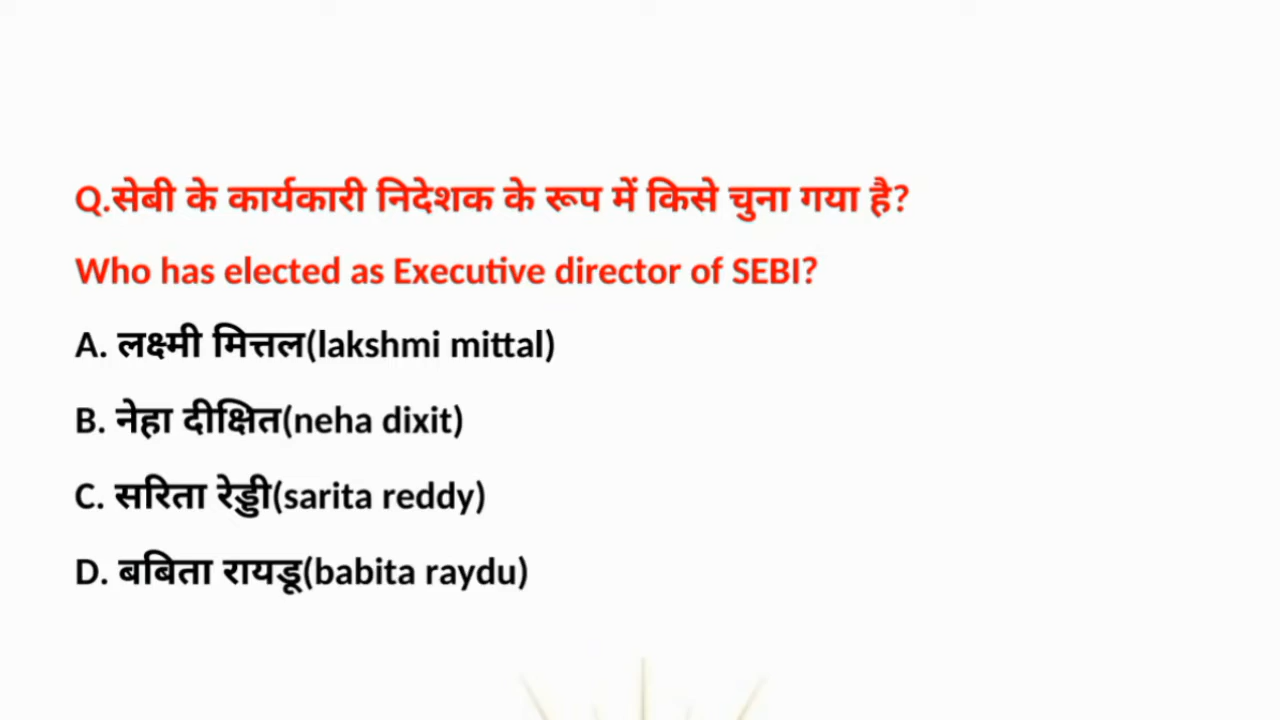 Q.सेबी के कार्यकारी निदेशक के रूप में किसे चुना गया है?
Who has elected as Executive director of SEBI?
A. लक्ष्मी मित्तल(lakshmi mittal)
B. नेहा दीक्षित(neha dixit)
C. सरिता रेड्डी(sarita reddy)
D. बबिता रायडू(babita raydu)